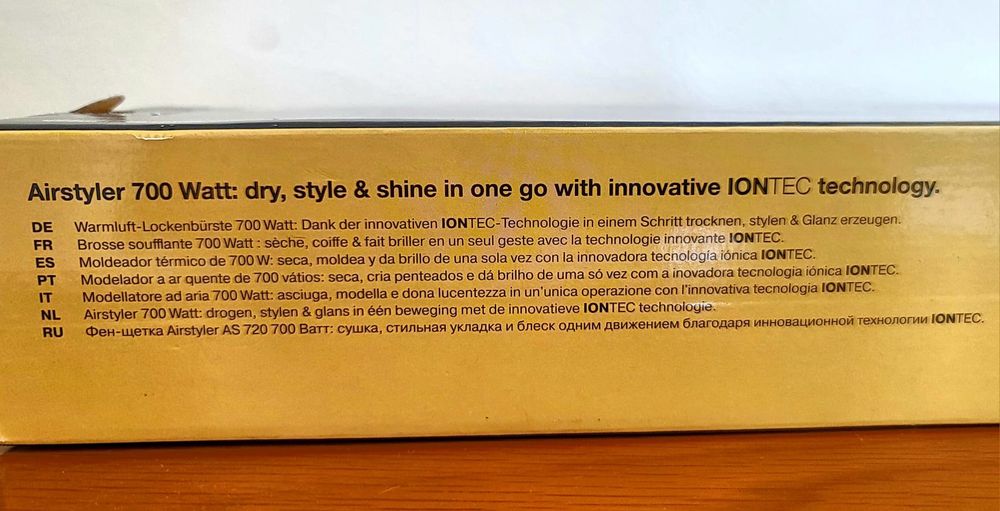 Airstyler 700 Watt: dry, style & shine in one go with innovative IONTEC technology.
DE Warmluft-Lockenbürste 700 Watt: Dank der innovativen IONTEC-Technologie in einem Schritt trocknen, stylen & Glanz erzeugen.
FR Brosse soufflante 700 Watt : sèche, coiffe & fait briller en un seul geste avec la technologie innovante IONTEC.
ES Moldeador térmico de 700 W: seca, moldea y da brillo de una sola vez con la innovadora tecnología iónica IONTEC.
PT Modelador a ar quente de 700 vátios: seca, cria penteados e dá brilho de uma só vez com a inovadora tecnologia iónica IONTEC.
IT Modellatore ad aria 700 Watt: asciuga, modella e dona lucentezza in un'unica operazione con l'innovativa tecnologia IONTEC.
NL Airstyler 700 Watt: drogen, stylen & glans in één beweging met de innovatieve IONTEC technologie.
RU Фен-щетка Airstyler AS 720 700 Ватт: сушка, стильная укладка и блеск одним движением благодаря инновационной технологии IONTEC.